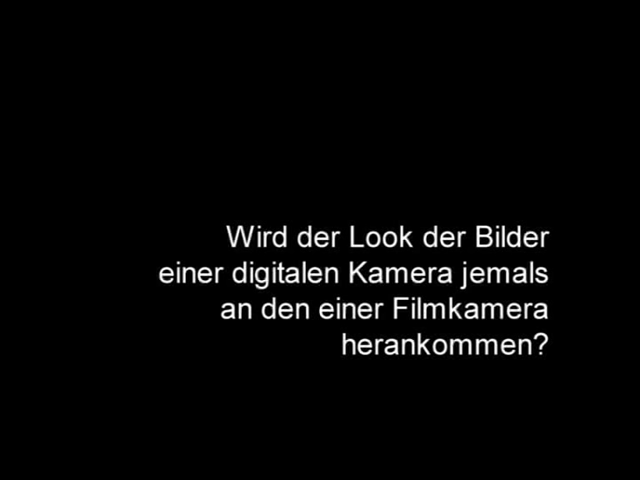 Wird der Look der Bilder
einer digitalen Kamera jemals
an den einer Filmkamera
herankommen?